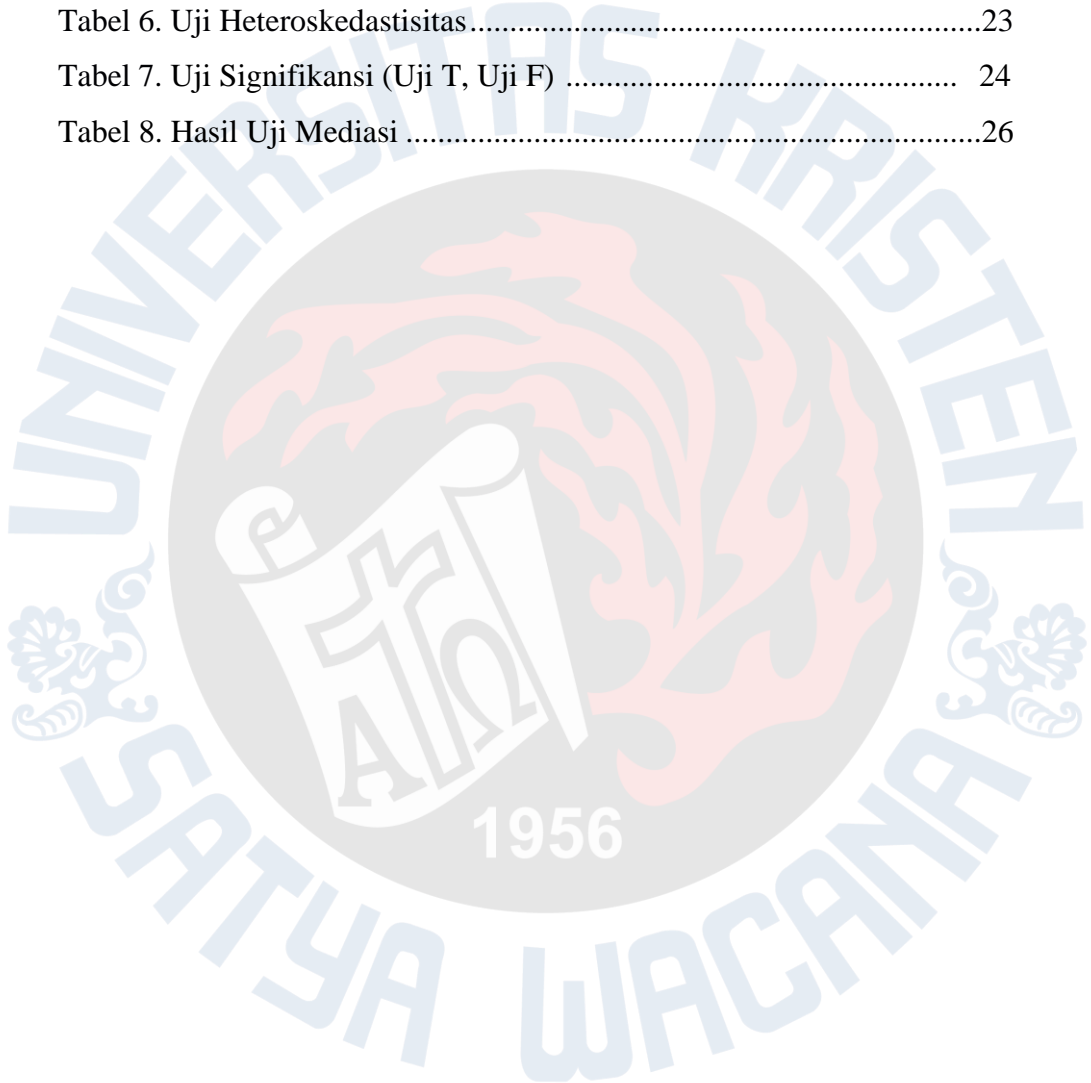 Tabel 6. Uji Heteroskedastisitas................................................................23
Tabel 7. Uji Signifikansi (Uji T, Uji F) ................................................. 24
Tabel 8. Hasil Uji Mediasi ........................................................................26
UNIVERSITAS KRISTEN
ΑΩ
1956
SATYA WACANA